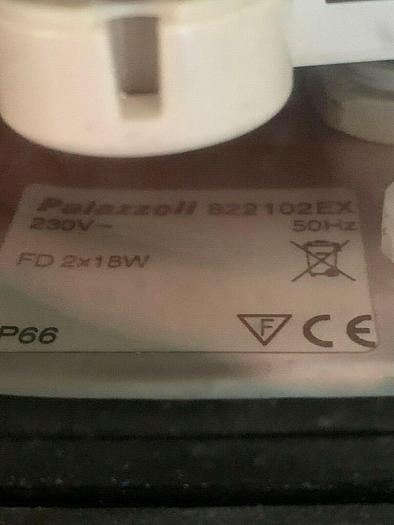 Palazzoli 822102EX
230V~ 50Hz
FD 2x18W
P66 F CE